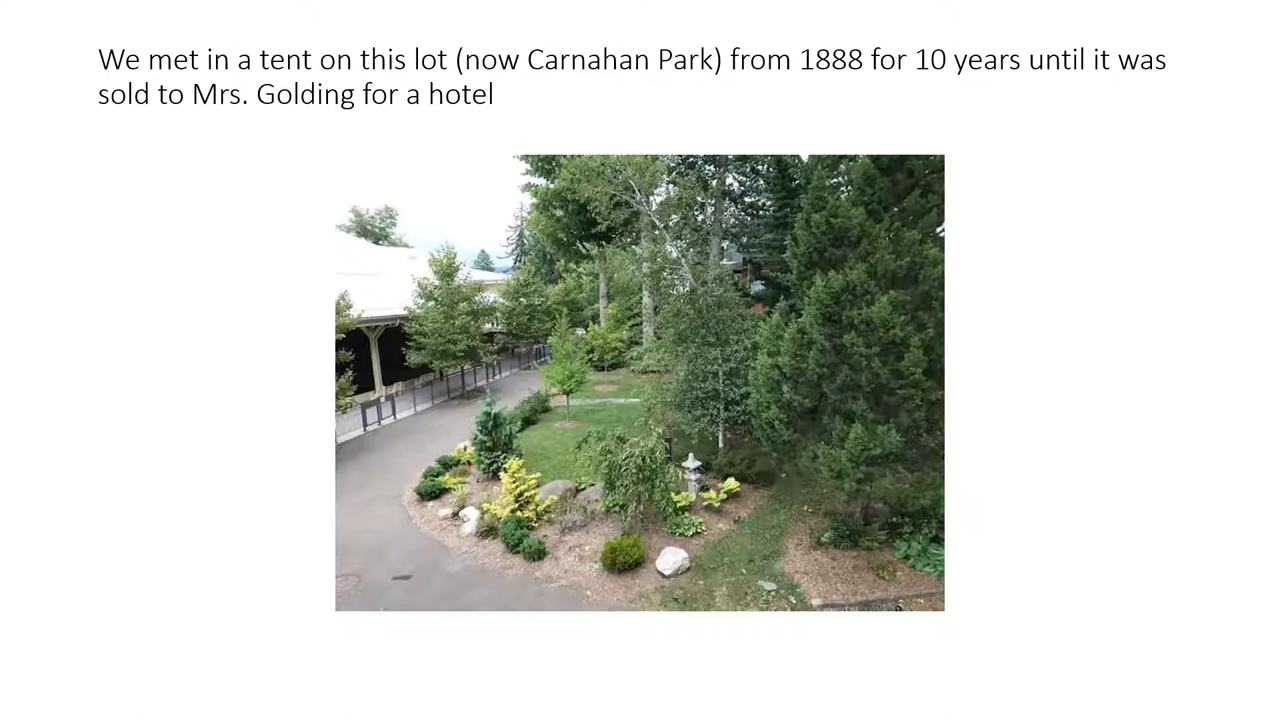 We met in a tent on this lot (now Carnahan Park) from 1888 for 10 years until it was
sold to Mrs. Golding for a hotel